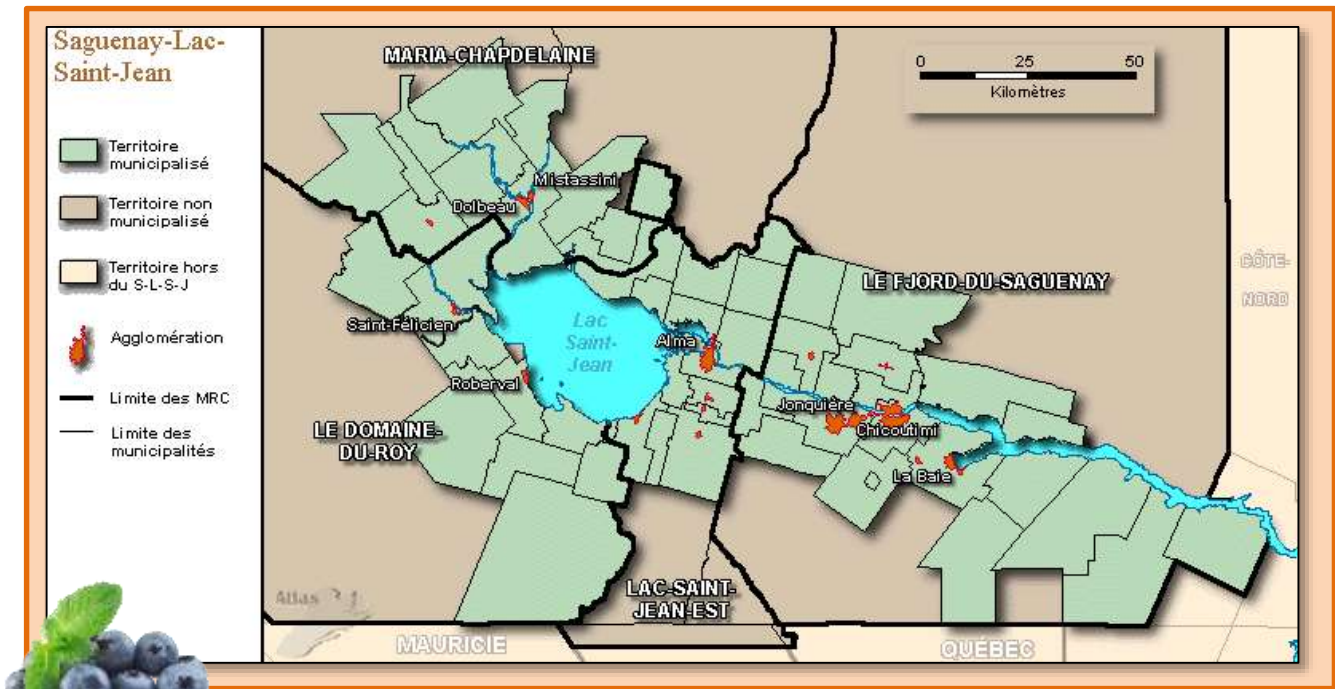 Saguenay-Lac-
Saint-Jean
Territoire
municipalisé
Territoire non
municipalisé
Territoire hors
du S-L-S-J
Agglomération
Limite des MRC
Limite des
municipalités
MARIA-CHAPDELAINE
0 25 50
Kilomètres
Mistassini
Dolbeau
CÔTE-
NORD
LE FJORD-DU-SAGUENAY
Saint-Félicien
Lac
Saint-
Jean
Alma
Roberval
Jonquière
Chicoutimi
LE DOMAINE-
DU-ROY
La Baie
LAC-SAINT-
JEAN-EST
Atlas
MAURICIE
QUÉBEC